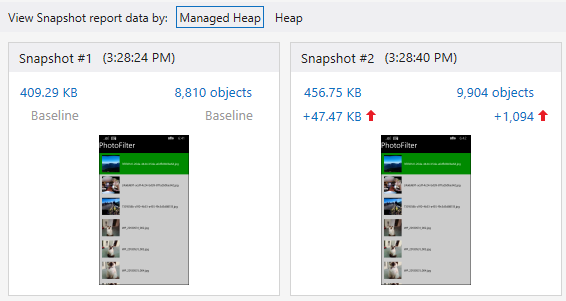 View Snapshot report data by: Managed Heap Heap
Snapshot #1 (3:28:24 PM)
409.29 KB 8,810 objects
Baseline Baseline
PhotoFilter
Snapshot #2 (3:28:40 PM)
456.75 KB 9,904 objects
+47.47 KB +1,094
PhotoFilter